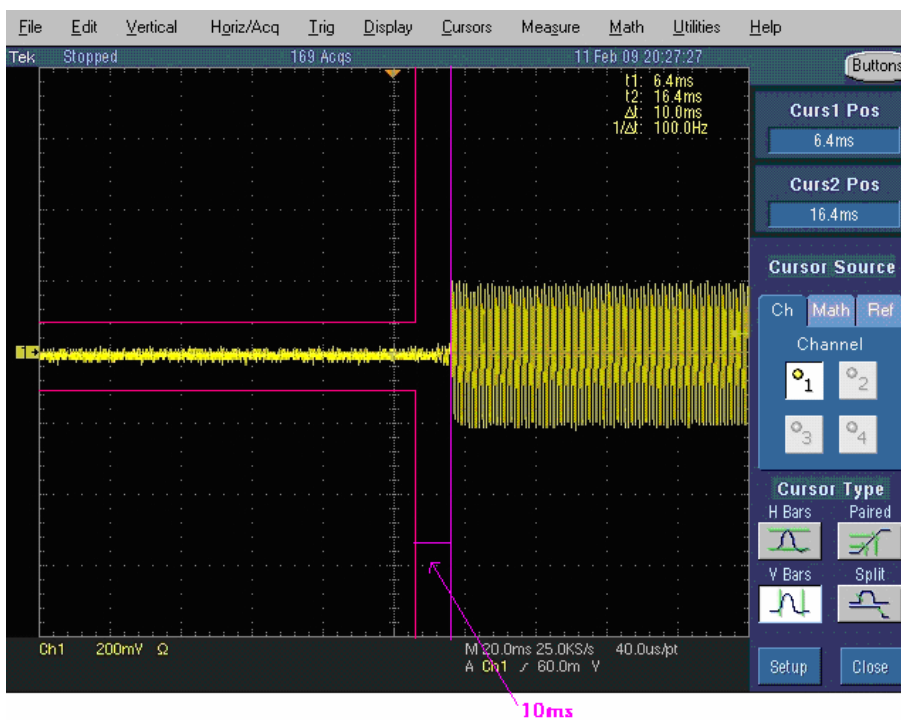 File Edit Vertical Horiz/Acq Trig Display Cursors Measure Math Utilities Help
Tek Stopped 169 Acqs 11 Feb 09 20:27:27
Buttons
t1: 6.4ms
t2: 16.4ms
Δt: 10.0ms
1/Δt: 100.0Hz
Curs1 Pos
6.4ms
Curs2 Pos
16.4ms
Cursor Source
Ch Math Ref
Channel
1 2
3 4
Cursor Type
H Bars Paired
V Bars Split
Setup Close
1
Ch1 200mV Ω
M 20.0ms 25.0KS/s 40.0us/pt
A Ch1 / 60.0m V
10ms